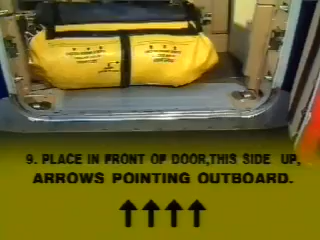 9. PLACE IN FRONT OF DOOR,THIS SIDE UP,
ARROWS POINTING OUTBOARD.